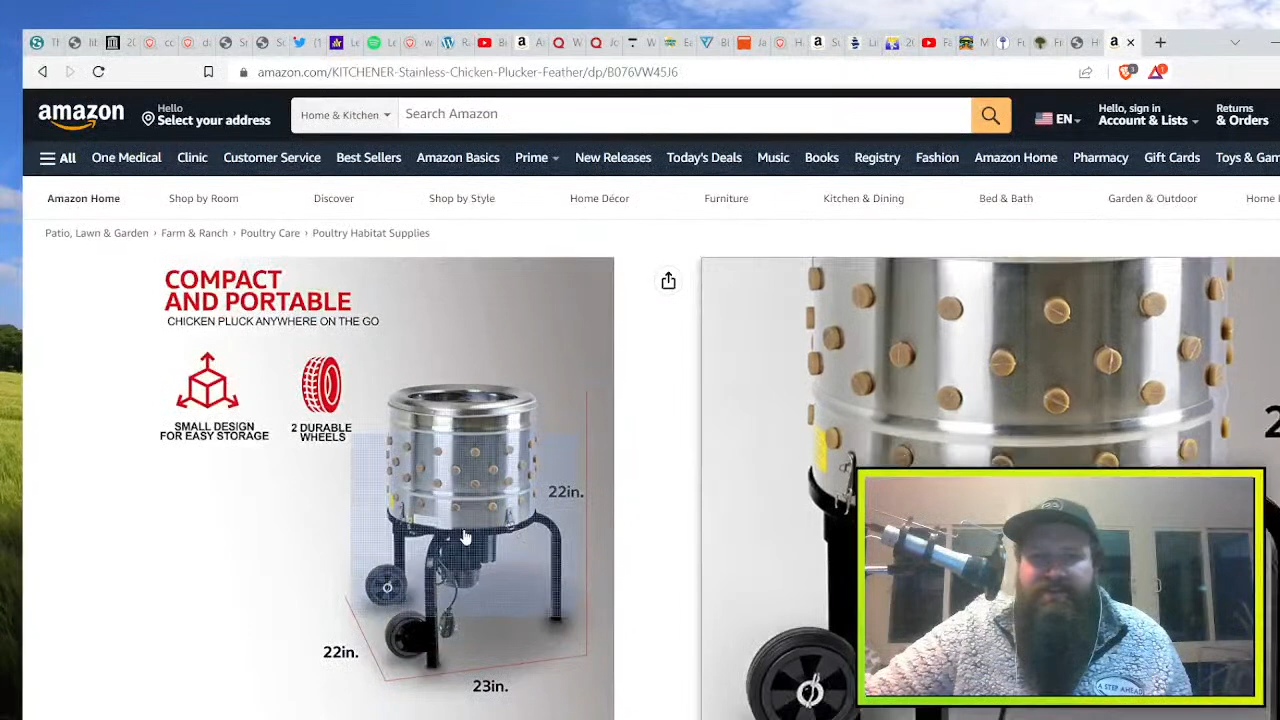 amazon.com/KITCHENER-Stainless-Chicken-Plucker-Feather/dp/B076VW45J6
amazon
Hello
Select your address
Home & Kitchen
Search Amazon
EN
Hello, sign in
Account & Lists
Returns
& Orders
All
One Medical
Clinic
Customer Service
Best Sellers
Amazon Basics
Prime
New Releases
Today's Deals
Music
Books
Registry
Fashion
Amazon Home
Pharmacy
Gift Cards
Toys &
Amazon Home
Shop by Room
Discover
Shop by Style
Home Décor
Furniture
Kitchen & Dining
Bed & Bath
Garden & Outdoor
Home
Patio, Lawn & Garden › Farm & Ranch › Poultry Care › Poultry Habitat Supplies
COMPACT
AND PORTABLE
CHICKEN PLUCK ANYWHERE ON THE GO
SMALL DESIGN
FOR EASY STORAGE
2 DURABLE
WHEELS
22in.
22in.
23in.
2
A STEP AHEAD